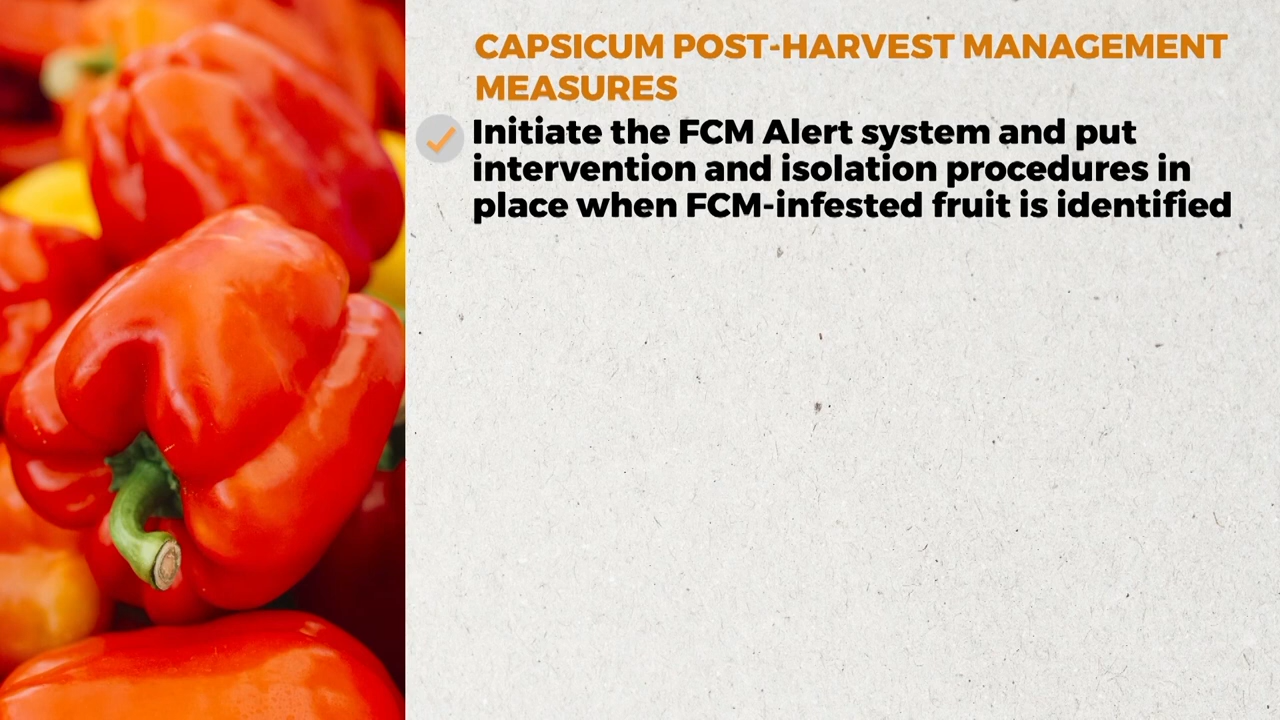 CAPSICUM POST-HARVEST MANAGEMENT
MEASURES
Initiate the FCM Alert system and put
intervention and isolation procedures in
place when FCM-infested fruit is identified